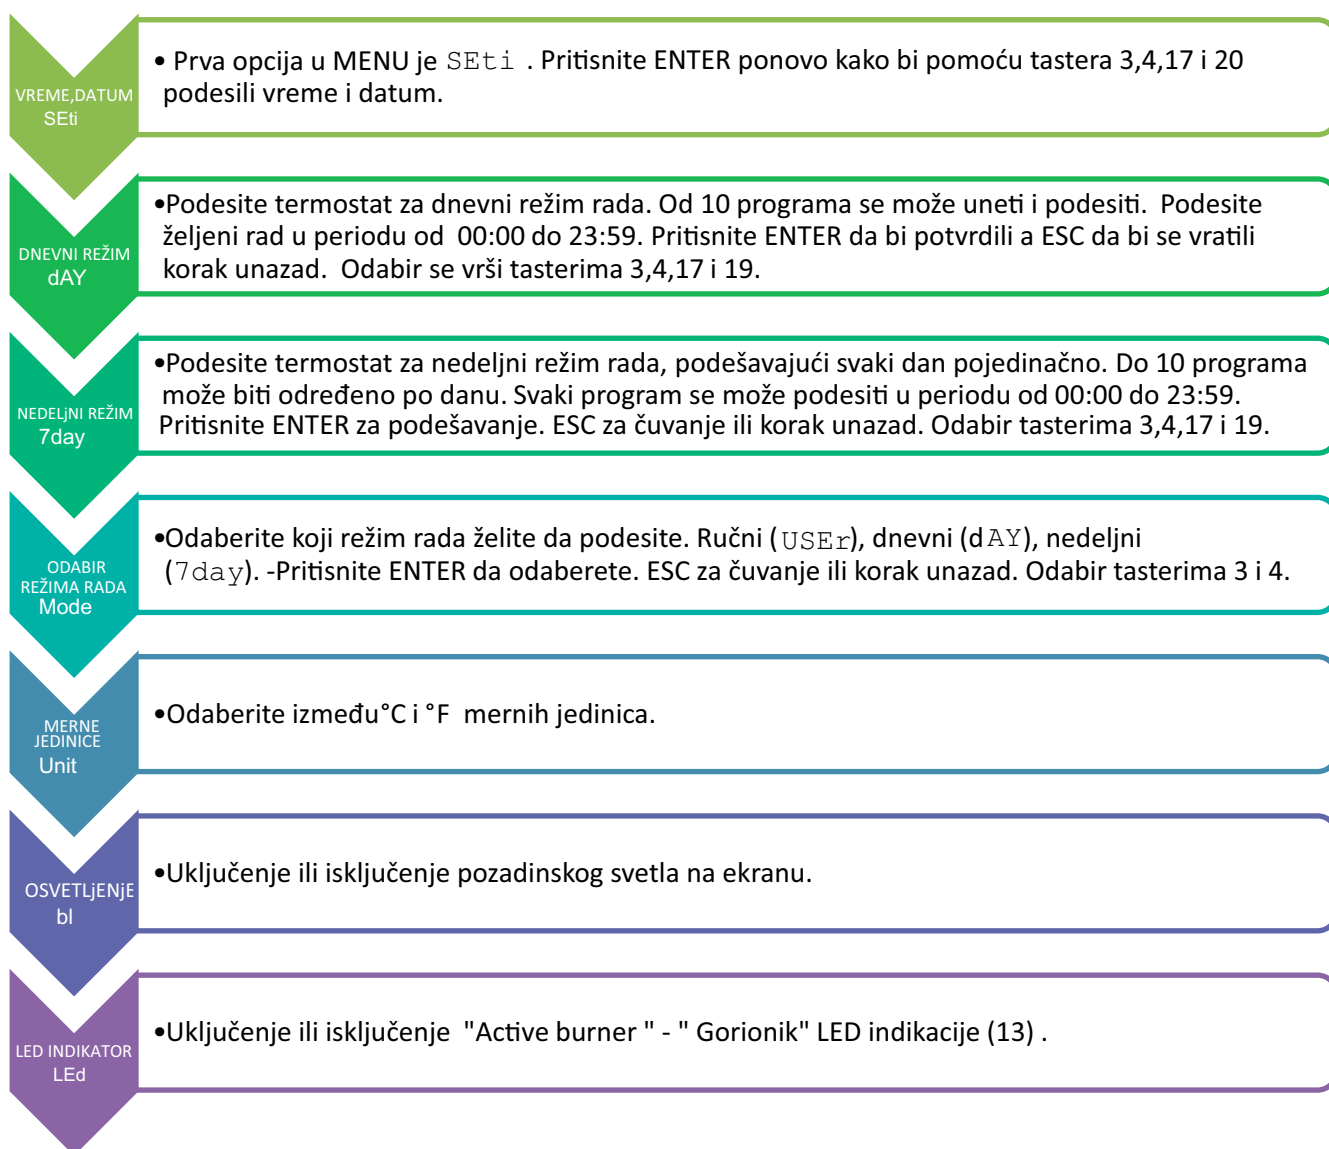 VREME,DATUM
SEti
• Prva opcija u MENU je SEti . Pritisnite ENTER ponovo kako bi pomoću tastera 3,4,17 i 20
podesili vreme i datum.
DNEVNI REŽIM
dAY
•Podesite termostat za dnevni režim rada. Od 10 programa se može uneti i podesiti. Podesite
željeni rad u periodu od 00:00 do 23:59. Pritisnite ENTER da bi potvrdili a ESC da bi se vratili
korak unazad. Odabir se vrši tasterima 3,4,17 i 19.
NEDELjNI REŽIM
7day
•Podesite termostat za nedeljni režim rada, podešavajući svaki dan pojedinačno. Do 10 programa
može biti određeno po danu. Svaki program se može podesiti u periodu od 00:00 do 23:59.
Pritisnite ENTER za podešavanje. ESC za čuvanje ili korak unazad. Odabir tasterima 3,4,17 i 19.
ODABIR
REŽIMA RADA
Mode
•Odaberite koji režim rada želite da podesite. Ručni (USEr), dnevni (dAY), nedeljni
(7day). -Pritisnite ENTER da odaberete. ESC za čuvanje ili korak unazad. Odabir tasterima 3 i 4.
MERNE
JEDINICE
Unit
•Odaberite između°C i °F mernih jedinica.
OSVETLjENjE
bl
•Uključenje ili isključenje pozadinskog svetla na ekranu.
LED INDIKATOR
LEd
•Uključenje ili isključenje "Active burner " - " Gorionik" LED indikacije (13) .